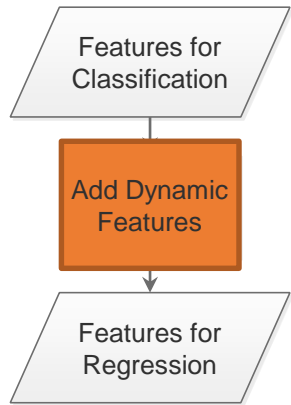 Features for
Classification
Add Dynamic
Features
Features for
Regression